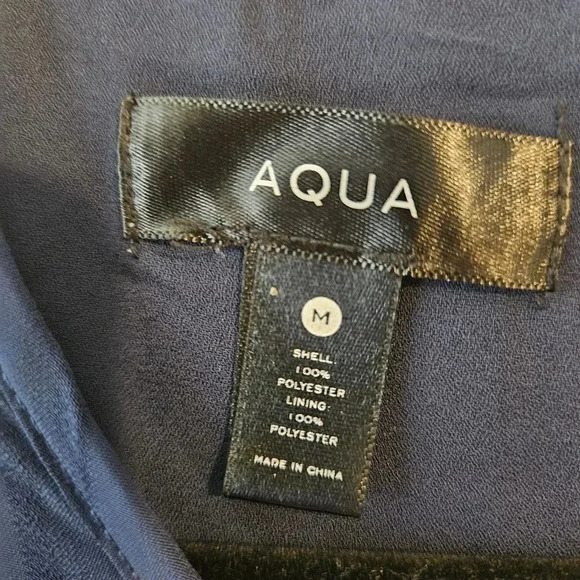 AQUA
M
SHELL:
100%
POLYESTER
LINING:
100%
POLYESTER
MADE IN CHINA